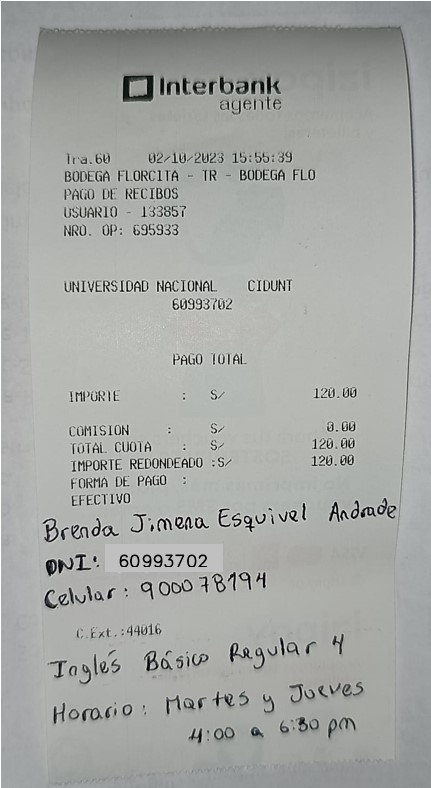 Interbank
agente
Tra.60 02/10/2023 15:55:39
BODEGA FLORCITA - TR - BODEGA FLO
PAGO DE RECIBOS
USUARIO - 133857
NRO. OP: 695933
UNIVERSIDAD NACIONAL CIDUNT
60993702
PAGO TOTAL
IMPORTE : S/ 120.00
COMISION : S/ 0.00
TOTAL CUOTA : S/ 120.00
IMPORTE REDONDEADO :S/ 120.00
FORMA DE PAGO :
EFECTIVO
Brenda Jimena Esquivel Andrade
DNI: 60993702
Celular: 900078194
C.Ext.:44016
Inglés Básico Regular 4
Horario: Martes y Jueves
4:00 a 6:30 pm